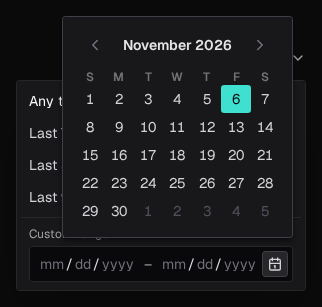 November 2026
S M T W T F S
1 2 3 4 5 6 7
8 9 10 11 12 13 14
15 16 17 18 19 20 21
22 23 24 25 26 27 28
29 30 1 2 3 4 5
Any
Last
Last
Last
mm/dd/yyyy – mm/dd/yyyy